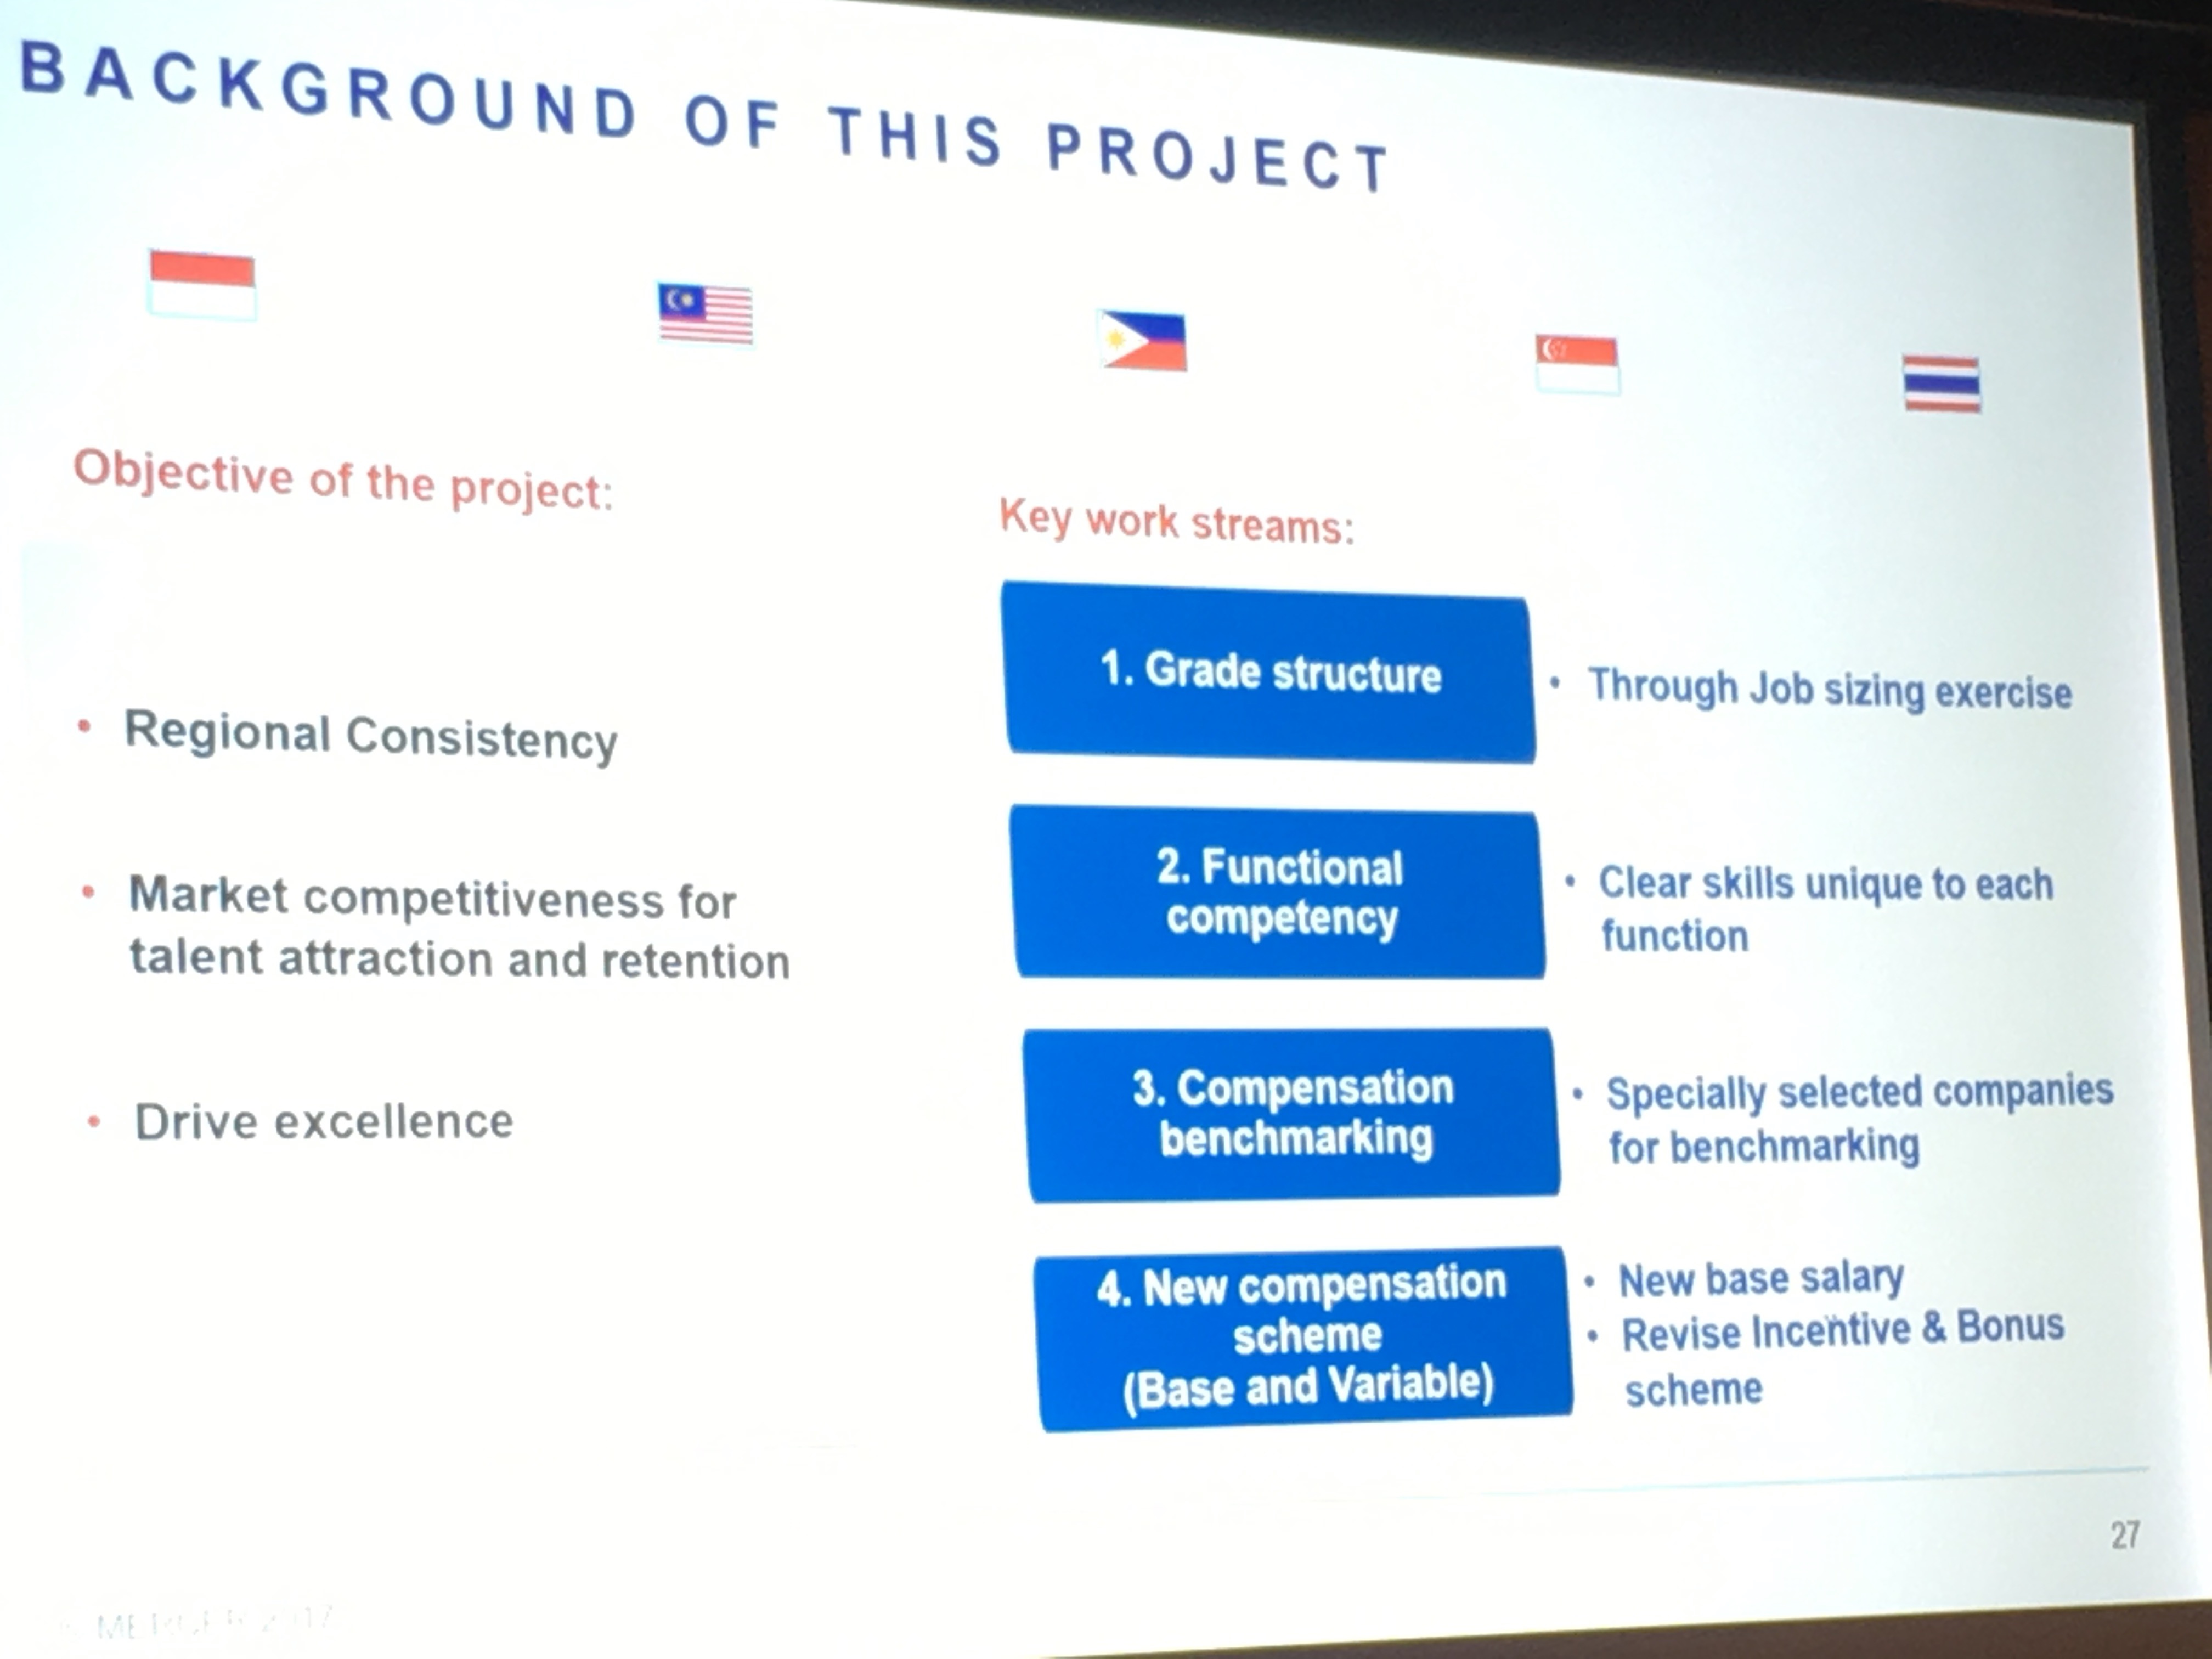 BACKGROUND OF THIS PROJECT
Objective of the project:
• Regional Consistency
• Market competitiveness for
talent attraction and retention
• Drive excellence
Key work streams:
1. Grade structure
• Through Job sizing exercise
2. Functional
competency
• Clear skills unique to each
function
3. Compensation
benchmarking
• Specially selected companies
for benchmarking
4. New compensation
scheme
(Base and Variable)
• New base salary
• Revise Incentive & Bonus
scheme
27